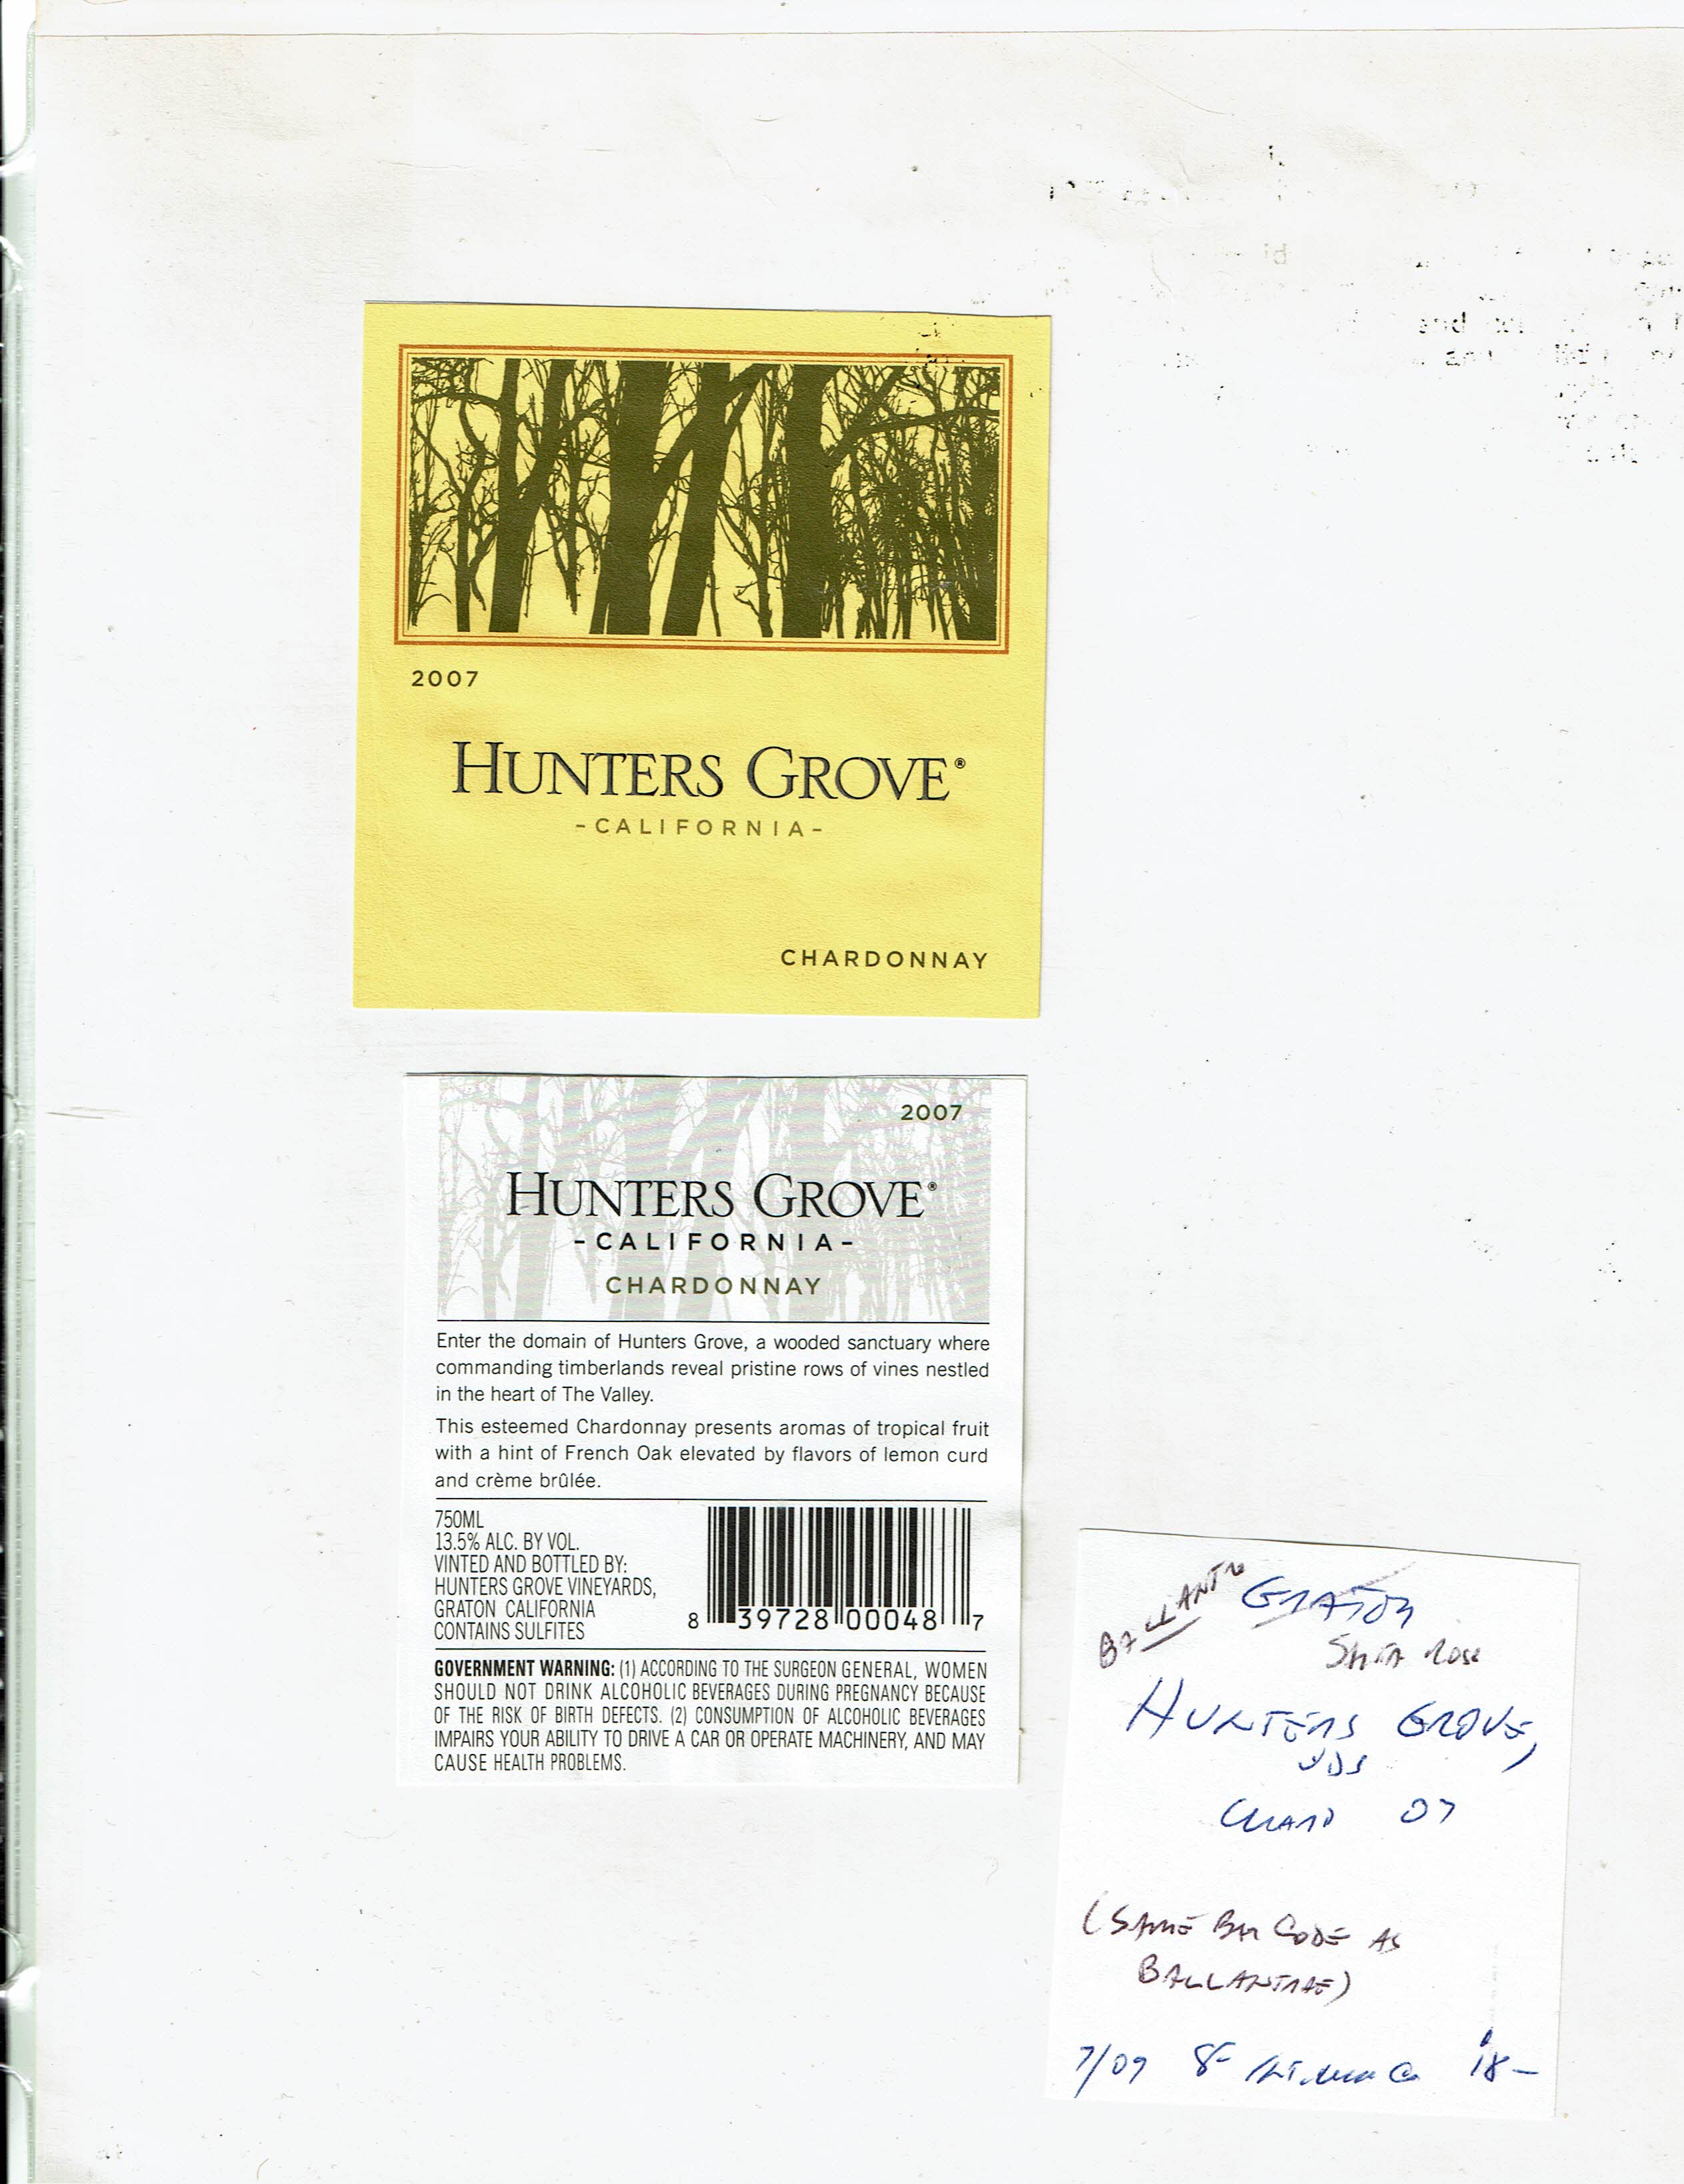 2007
HUNTERS GROVE®
-CALIFORNIA-
CHARDONNAY
2007
HUNTERS GROVE®
-CALIFORNIA-
CHARDONNAY
Enter the domain of Hunters Grove, a wooded sanctuary where
commanding timberlands reveal pristine rows of vines nestled
in the heart of The Valley.
This esteemed Chardonnay presents aromas of tropical fruit
with a hint of French Oak elevated by flavors of lemon curd
and crème brûlée.
750ML
13.5% ALC. BY VOL.
VINTED AND BOTTLED BY:
HUNTERS GROVE VINEYARDS,
GRATON CALIFORNIA
CONTAINS SULFITES
8 39728 00048 7
GOVERNMENT WARNING: (1) ACCORDING TO THE SURGEON GENERAL, WOMEN
SHOULD NOT DRINK ALCOHOLIC BEVERAGES DURING PREGNANCY BECAUSE
OF THE RISK OF BIRTH DEFECTS. (2) CONSUMPTION OF ALCOHOLIC BEVERAGES
IMPAIRS YOUR ABILITY TO DRIVE A CAR OR OPERATE MACHINERY, AND MAY
CAUSE HEALTH PROBLEMS.
GRATON
HUNTERS GROVE,
VDS
CHARD 07
(SAME BAR CODE AS
BALLANTRAE)
7/09 8- 18-